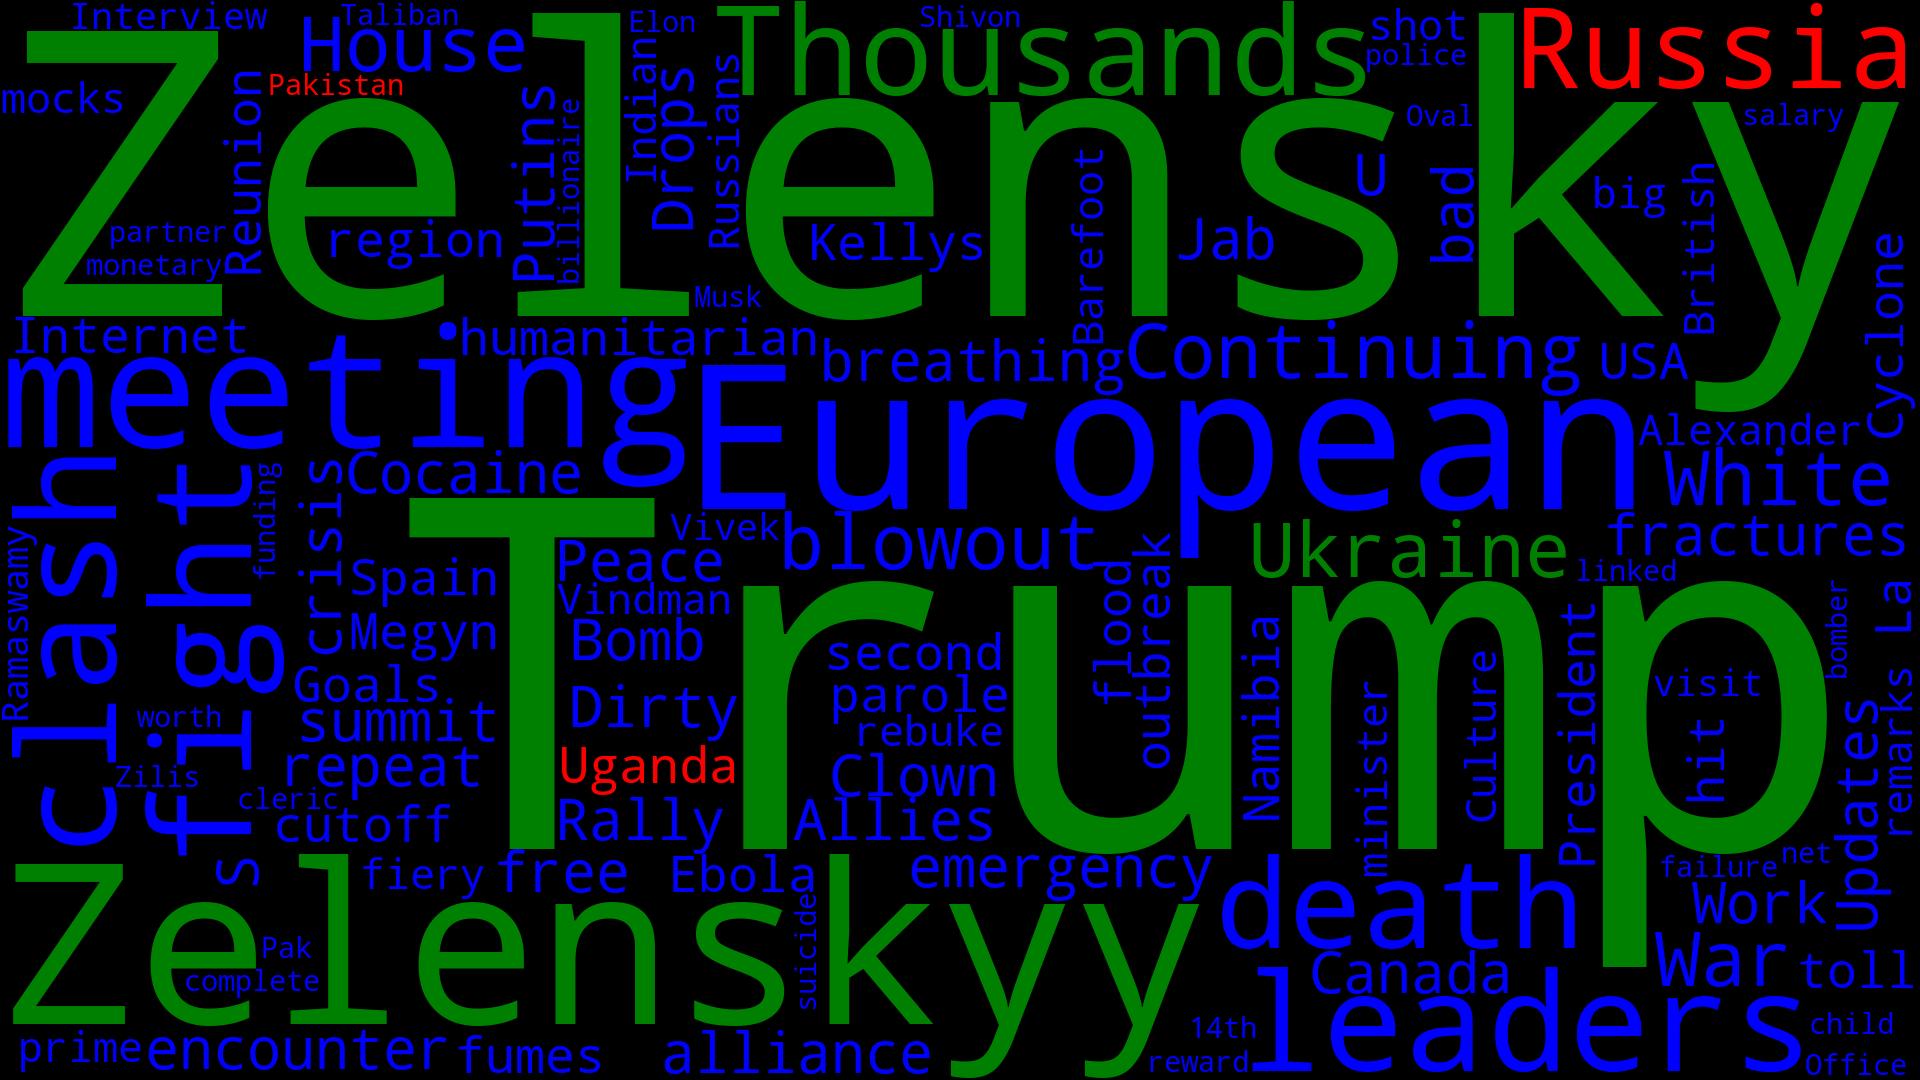 Interview
Taliban
House
Elon
Thousands
Shivon
shot
police
Russia
Zelensky
mocks
Pakistan
Reunion
Putins
billionaire
Indian
Drops
Russians
Oval
salary
U
bad
big
British
partner
monetary
region
Kellys
Barefoot
Jab
Cyclone
Musk
Internet
humanitarian
meeting
breathing
Continuing
USA
European
Alexander
White
Cocaine
clash
fight
funding
crisis
Ramaswamy
Trump
Vivek
blowout
Ukraine
fractures
Peace
Spain
linked
flood
outbreak
Vindman
Megyn
Bomb
second
Namibia
President
bomber
La
Goals
Dirty
parole
minister
Culture
visit
summit
worth
rebuke
hit
Updates
remarks
repeat
Uganda
Clown
Zilis
cleric
cutoff
Rally
Allies
s
fiery
free
Ebola
emergency
death
failure
net
Work
Zelenskyy
suicide
Pak
complete
Canada
War
toll
leaders
prime
encounter
fumes
alliance
14th
reward
child
Office